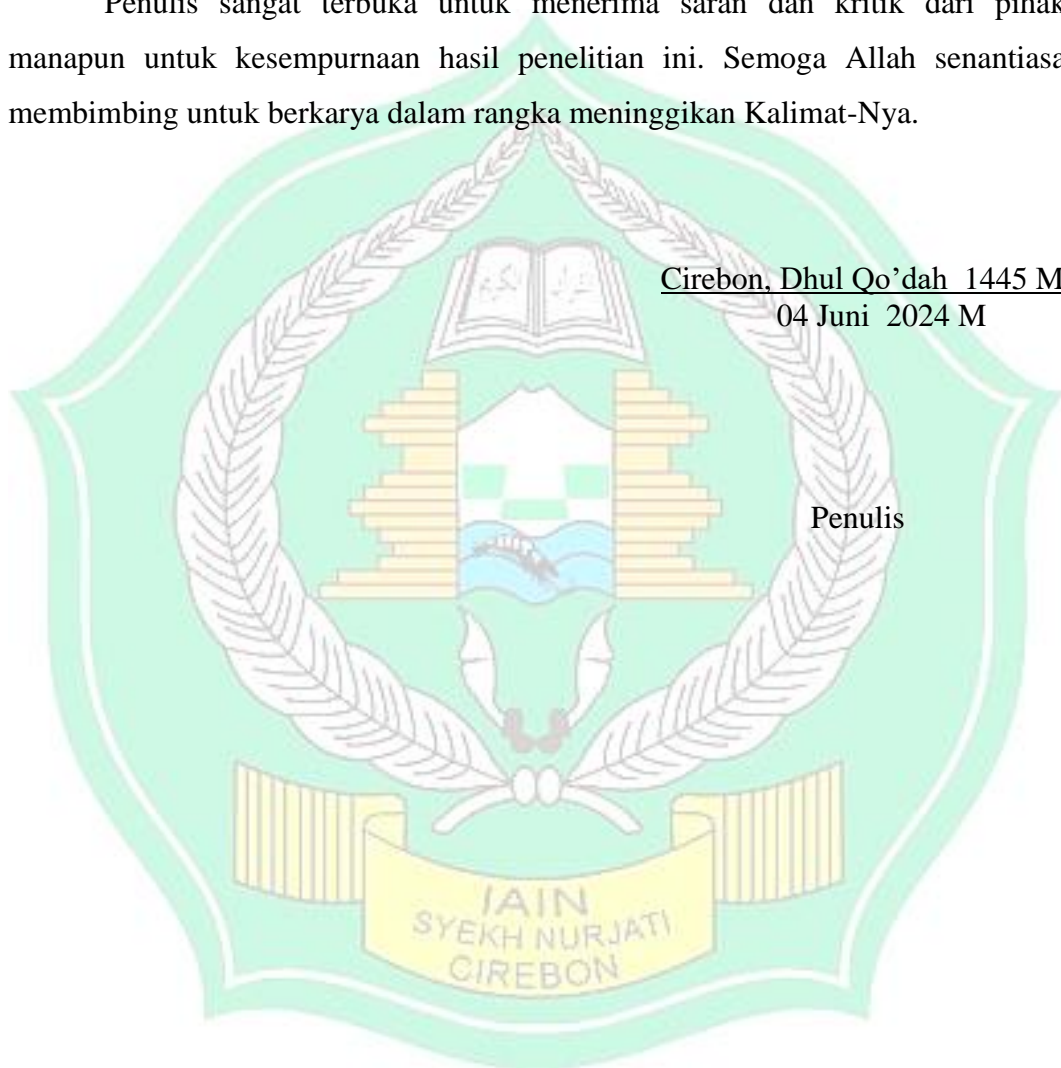 Penulis sangat terbuka untuk menerima saran dan kritik dari pihak
manapun untuk kesempurnaan hasil penelitian ini. Semoga Allah senantiasa
membimbing untuk berkarya dalam rangka meninggikan Kalimat-Nya.
Cirebon, Dhul Qo’dah 1445 M
04 Juni 2024 M
Penulis
IAIN
SYEKH NURJATI
CIREBON